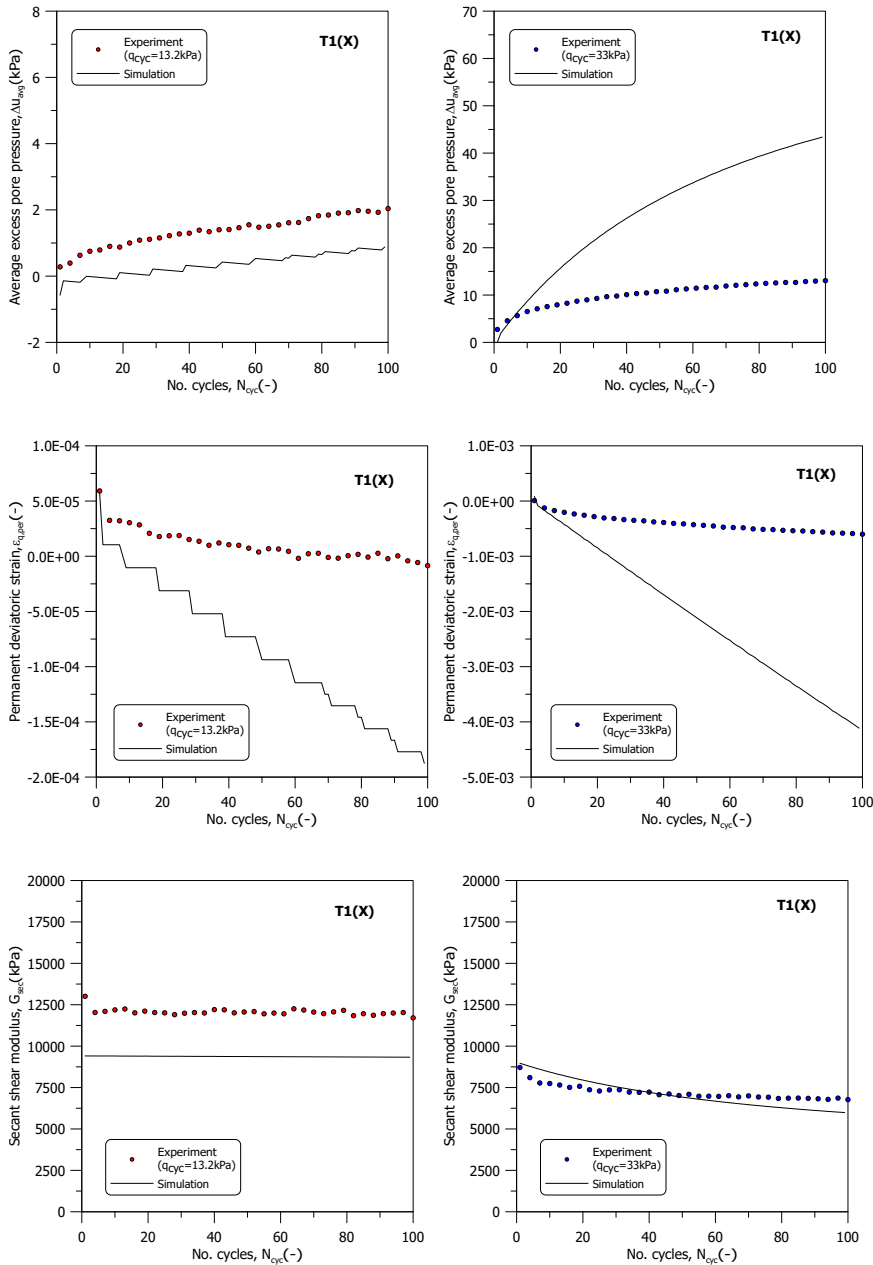 Average excess pore pressure, Δu_avg(kPa)
8
6
4
2
0
-2
Experiment
(q_cyc=13.2kPa)
Simulation
T1(X)
0 20 40 60 80 100
No. cycles, N_cyc(-)
Average excess pore pressure, Δu_avg(kPa)
70
60
50
40
30
20
10
0
Experiment
(q_cyc=33kPa)
Simulation
T1(X)
0 20 40 60 80 100
No. cycles, N_cyc(-)
Permanent deviatoric strain, ε_q,per(-)
1.0E-04
5.0E-05
0.0E+00
-5.0E-05
-1.0E-04
-1.5E-04
-2.0E-04
T1(X)
Experiment
(q_cyc=13.2kPa)
Simulation
0 20 40 60 80 100
No. cycles, N_cyc(-)
Permanent deviatoric strain, ε_q,per(-)
1.0E-03
0.0E+00
-1.0E-03
-2.0E-03
-3.0E-03
-4.0E-03
-5.0E-03
T1(X)
Experiment
(q_cyc=33kPa)
Simulation
0 20 40 60 80 100
No. cycles, N_cyc(-)
Secant shear modulus, G_sec(kPa)
20000
17500
15000
12500
10000
7500
5000
2500
0
T1(X)
Experiment
(q_cyc=13.2kPa)
Simulation
0 20 40 60 80 100
No. cycles, N_cyc(-)
Secant shear modulus, G_sec(kPa)
20000
17500
15000
12500
10000
7500
5000
2500
0
T1(X)
Experiment
(q_cyc=33kPa)
Simulation
0 20 40 60 80 100
No. cycles, N_cyc(-)